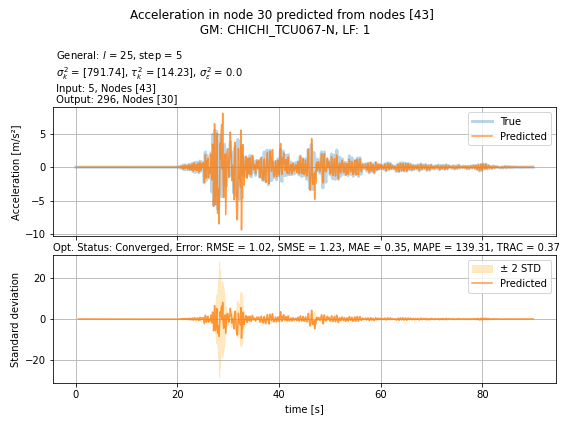 Acceleration in node 30 predicted from nodes [43]
GM: CHICHI_TCU067-N, LF: 1
General: l = 25, step = 5
σ²ₖ = [791.74], τ²ₖ = [14.23], σ²ε = 0.0
Input: 5, Nodes [43]
Output: 296, Nodes [30]
Acceleration [m/s²]
5
0
−5
−10
True
Predicted
Opt. Status: Converged, Error: RMSE = 1.02, SMSE = 1.23, MAE = 0.35, MAPE = 139.31, TRAC = 0.37
Standard deviation
20
0
−20
± 2 STD
Predicted
0 20 40 60 80
time [s]